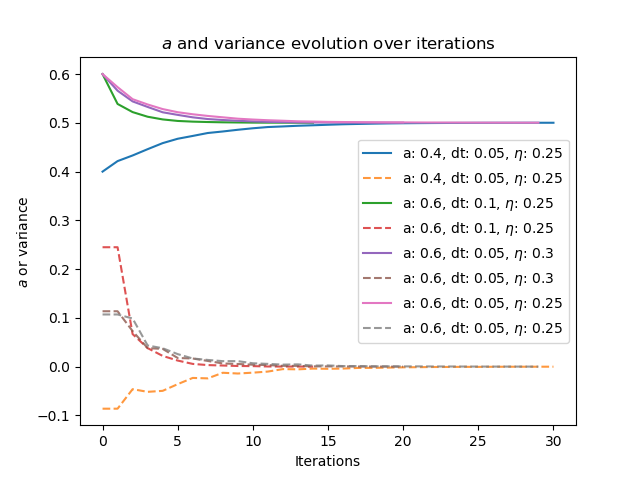 a and variance evolution over iterations
a or variance
0.6
0.5
0.4
0.3
0.2
0.1
0.0
−0.1
a: 0.4, dt: 0.05, η: 0.25
a: 0.4, dt: 0.05, η: 0.25
a: 0.6, dt: 0.1, η: 0.25
a: 0.6, dt: 0.1, η: 0.25
a: 0.6, dt: 0.05, η: 0.3
a: 0.6, dt: 0.05, η: 0.3
a: 0.6, dt: 0.05, η: 0.25
a: 0.6, dt: 0.05, η: 0.25
0 5 10 15 20 25 30
Iterations